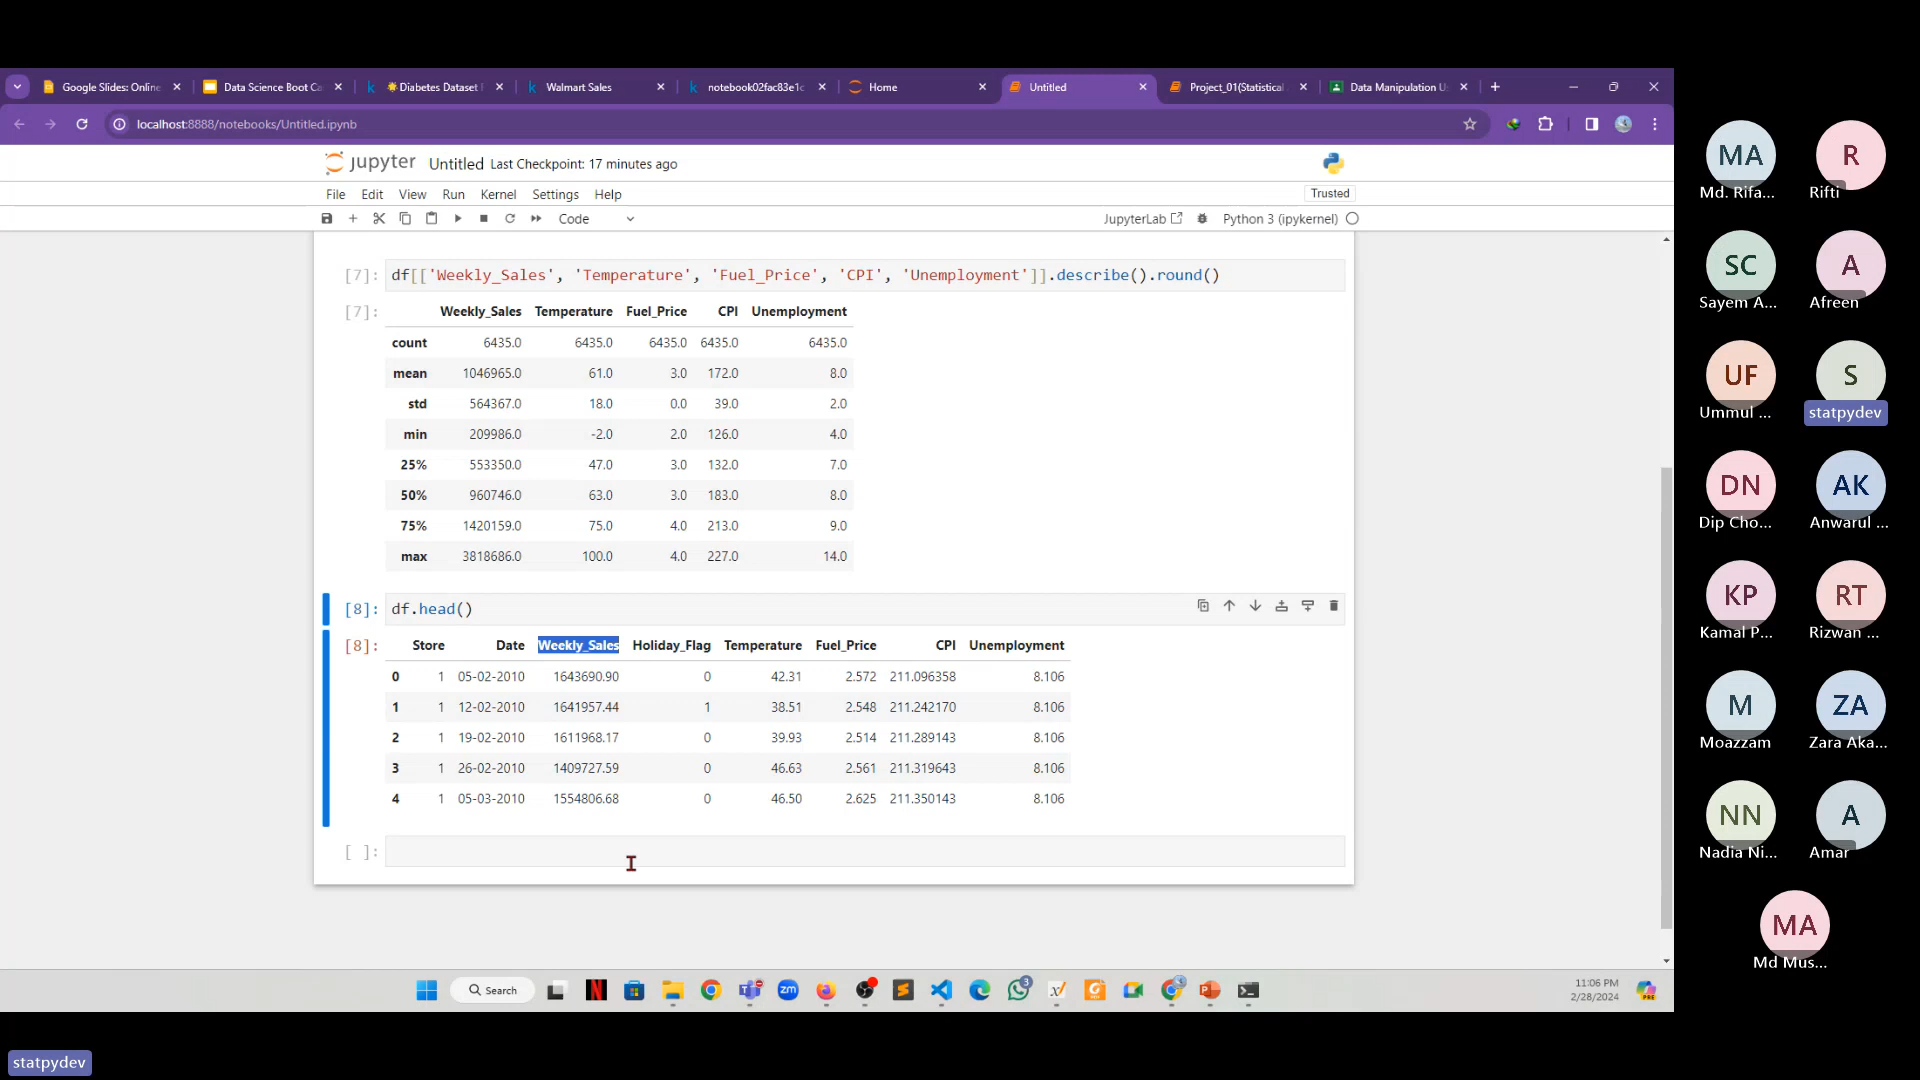 Google Slides: Online
Data Science Boot Ca
Diabetes Dataset
Walmart Sales
notebook02fac83e1c
Home
Untitled
Project_01(Statistical
Data Manipulation U
localhost:8888/notebooks/Untitled.ipynb
jupyter Untitled Last Checkpoint: 17 minutes ago
File Edit View Run Kernel Settings Help
Trusted
Code
JupyterLab
Python 3 (ipykernel)
[7]: df[['Weekly_Sales', 'Temperature', 'Fuel_Price', 'CPI', 'Unemployment']].describe().round()
[7]: Weekly_Sales Temperature Fuel_Price CPI Unemployment
count 6435.0 6435.0 6435.0 6435.0 6435.0
mean 1046965.0 61.0 3.0 172.0 8.0
std 564367.0 18.0 0.0 39.0 2.0
min 209986.0 -2.0 2.0 126.0 4.0
25% 553350.0 47.0 3.0 132.0 7.0
50% 960746.0 63.0 3.0 183.0 8.0
75% 1420159.0 75.0 4.0 213.0 9.0
max 3818686.0 100.0 4.0 227.0 14.0
[8]: df.head()
[8]: Store Date Weekly_Sales Holiday_Flag Temperature Fuel_Price CPI Unemployment
0 1 05-02-2010 1643690.90 0 42.31 2.572 211.096358 8.106
1 1 12-02-2010 1641957.44 1 38.51 2.548 211.242170 8.106
2 1 19-02-2010 1611968.17 0 39.93 2.514 211.289143 8.106
3 1 26-02-2010 1409727.59 0 46.63 2.561 211.319643 8.106
4 1 05-03-2010 1554806.68 0 46.50 2.625 211.350143 8.106
[ ]:
Search
11:06 PM
2/28/2024
MA R
Md. Rifa... Rifti
SC A
Sayem A... Afreen
UF S
Ummul ... statpydev
DN AK
Dip Cho... Anwarul ...
KP RT
Kamal P... Rizwan ...
M ZA
Moazzam Zara Aka...
NN A
Nadia Ni... Amar
MA
Md Mus...
statpydev